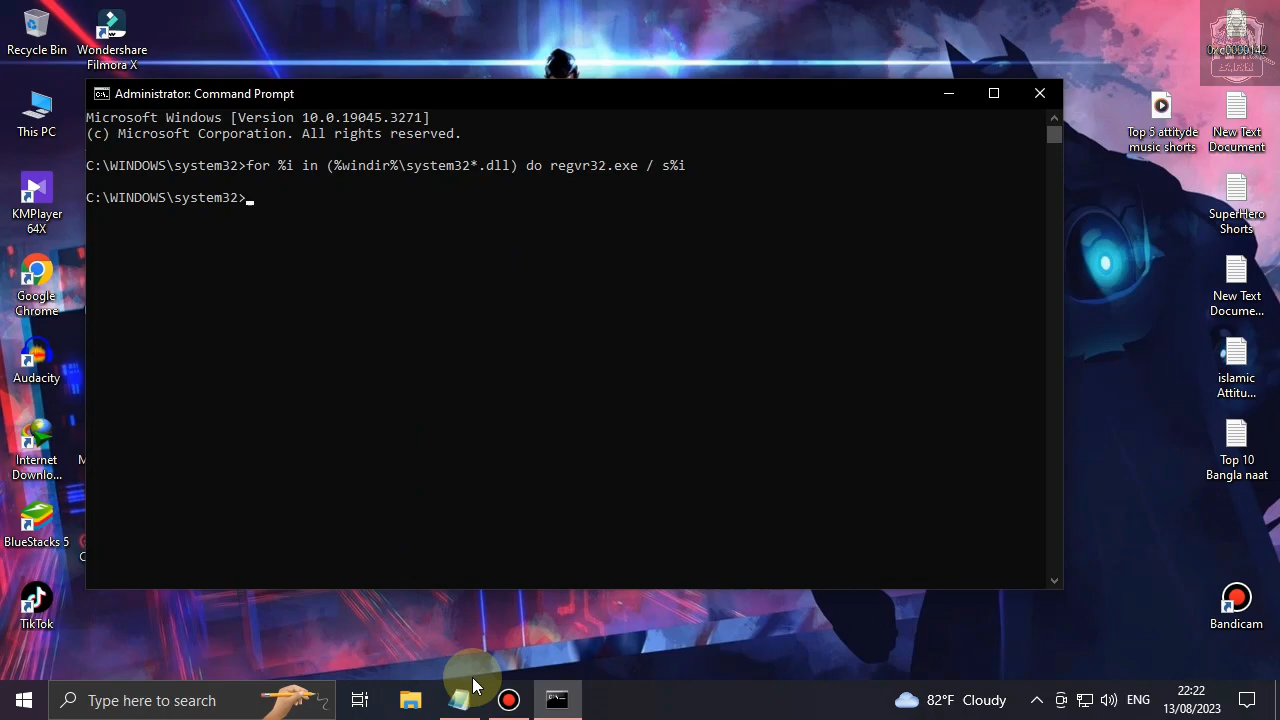 Recycle Bin
Wondershare
Filmora X
This PC
KMPlayer
64X
Google
Chrome
Audacity
Internet
Downlo...
BlueStacks 5
TikTok
Administrator: Command Prompt
Microsoft Windows [Version 10.0.19045.3271]
(c) Microsoft Corporation. All rights reserved.
C:\WINDOWS\system32>for %i in (%windir%\system32*.dll) do regvr32.exe / s%i
C:\WINDOWS\system32>
Top 5 attityde
music shorts
New Text
Document
SuperHero
Shorts
New Text
Docume...
islamic
Attitu...
Top 10
Bangla naat
Bandicam
Type here to search
82°F Cloudy
ENG
22:22
13/08/2023